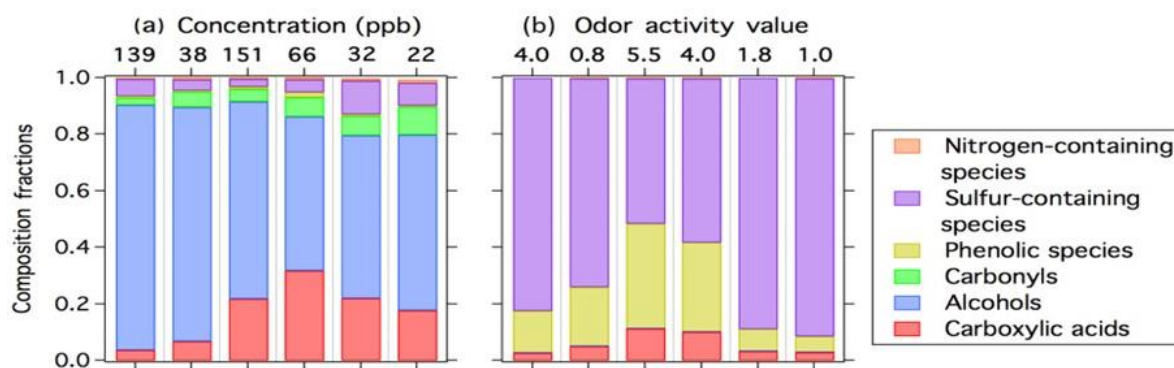 (a) Concentration (ppb)
139 38 151 66 32 22
(b) Odor activity value
4.0 0.8 5.5 4.0 1.8 1.0
Composition fractions
1.0
0.8
0.6
0.4
0.2
0.0
Nitrogen-containing
species
Sulfur-containing
species
Phenolic species
Carbonyls
Alcohols
Carboxylic acids